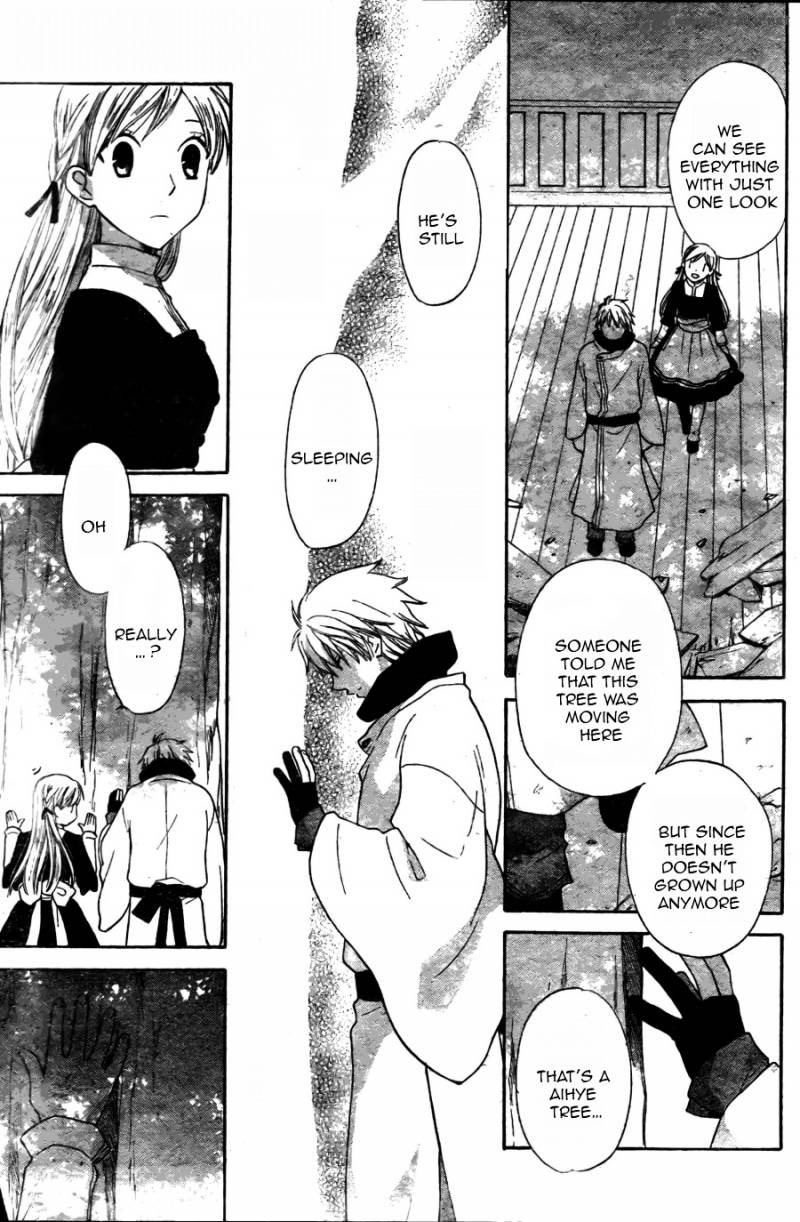 WE
CAN SEE
EVERYTHING
WITH JUST
ONE LOOK
SOMEONE
TOLD ME
THAT THIS
TREE WAS
MOVING
HERE
BUT SINCE
THEN HE
DOESN'T
GROWN UP
ANYMORE
THAT'S A
AIHYE
TREE...
HE'S
STILL
SLEEPING
...
OH
REALLY
...?